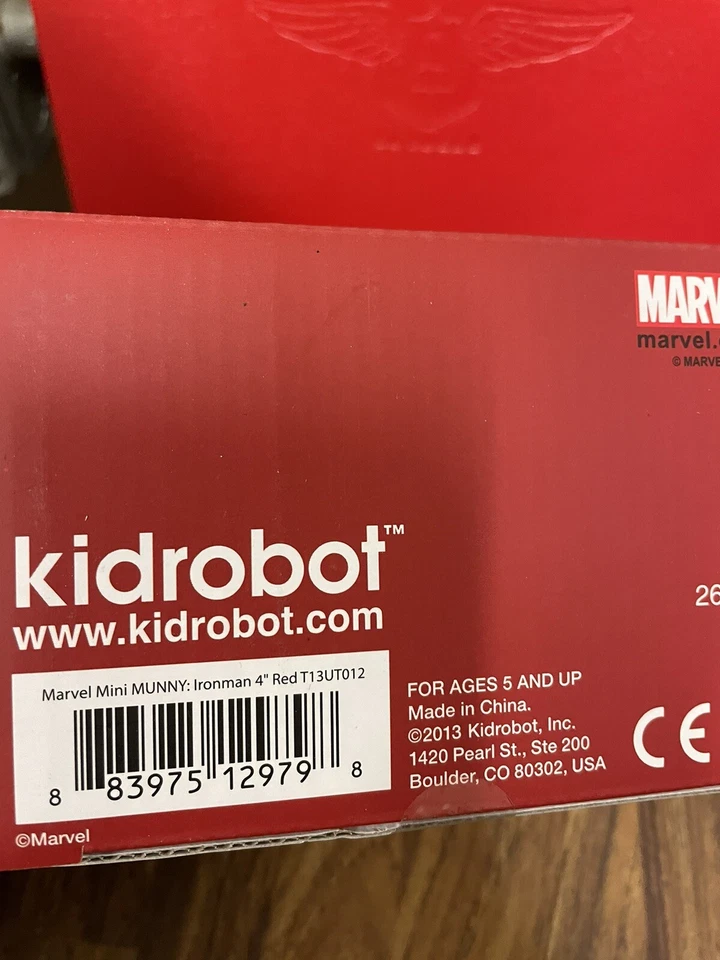 MARV
marvel.
© MARVE
kidrobot™
www.kidrobot.com
26
Marvel Mini MUNNY: Ironman 4" Red T13UT012
8 83975 12979 8
©Marvel
FOR AGES 5 AND UP
Made in China.
©2013 Kidrobot, Inc.
1420 Pearl St., Ste 200
Boulder, CO 80302, USA
CE